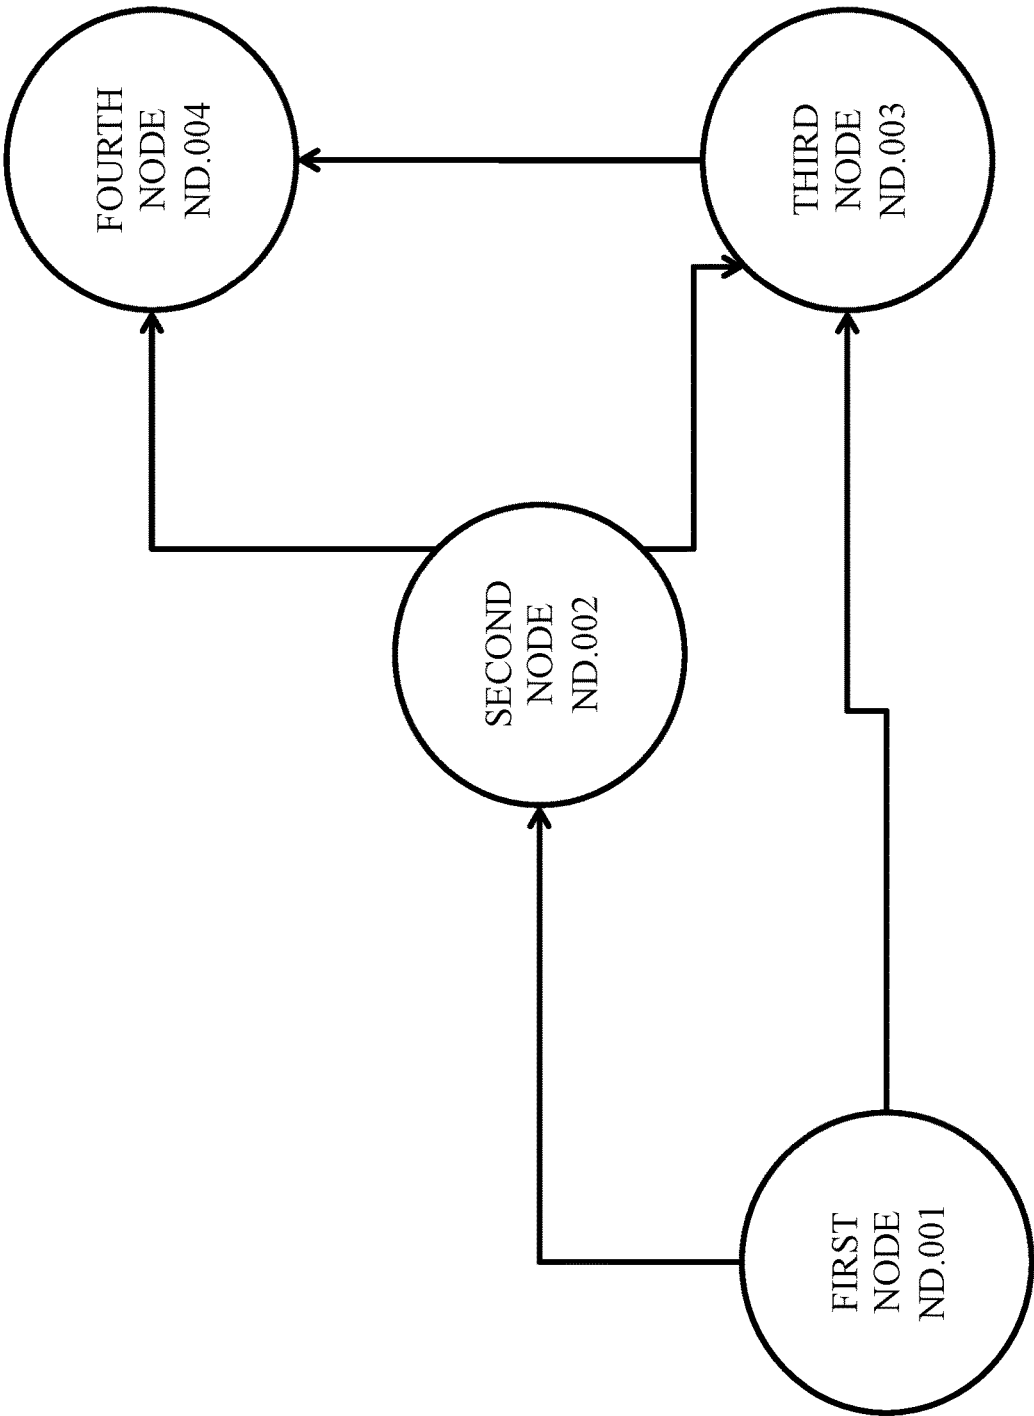 FIRST
NODE
ND.001
SECOND
NODE
ND.002
FOURTH
NODE
ND.004
THIRD
NODE
ND.003